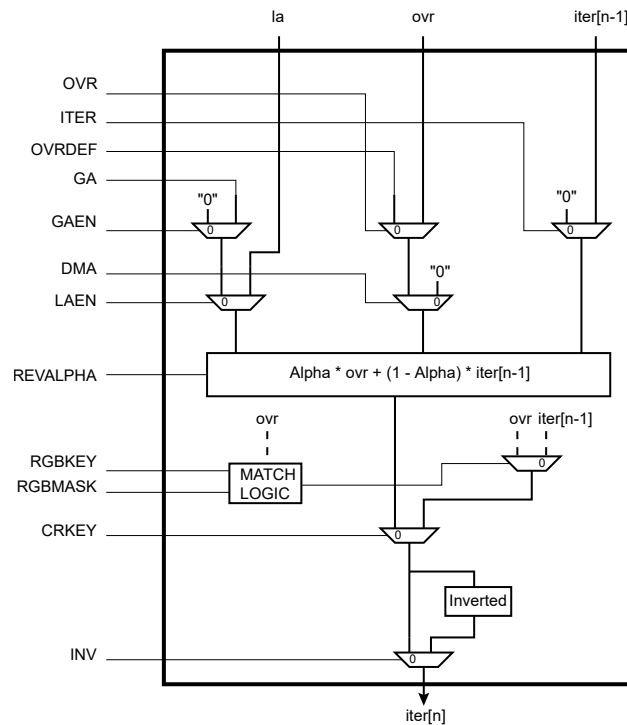 la ovr iter[n-1]
OVR
ITER
OVRDEF
GA
"0" "0"
GAEN 0 0 0
DMA "0"
LAEN 0 0
REVALPHA Alpha * ovr + (1 - Alpha) * iter[n-1]
ovr ovr iter[n-1]
RGBKEY MATCH 0
RGBMASK LOGIC
CRKEY 0
Inverted
INV 0
iter[n]